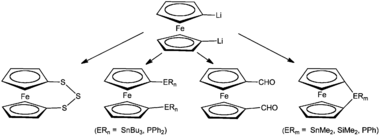 Li
Fe
Li
S
Fe S
S
ERn
Fe
ERn
CHO
Fe
CHO
Fe ERm
(ERn = SnBu3, PPh2)
(ERm = SnMe2, SiMe2, PPh)